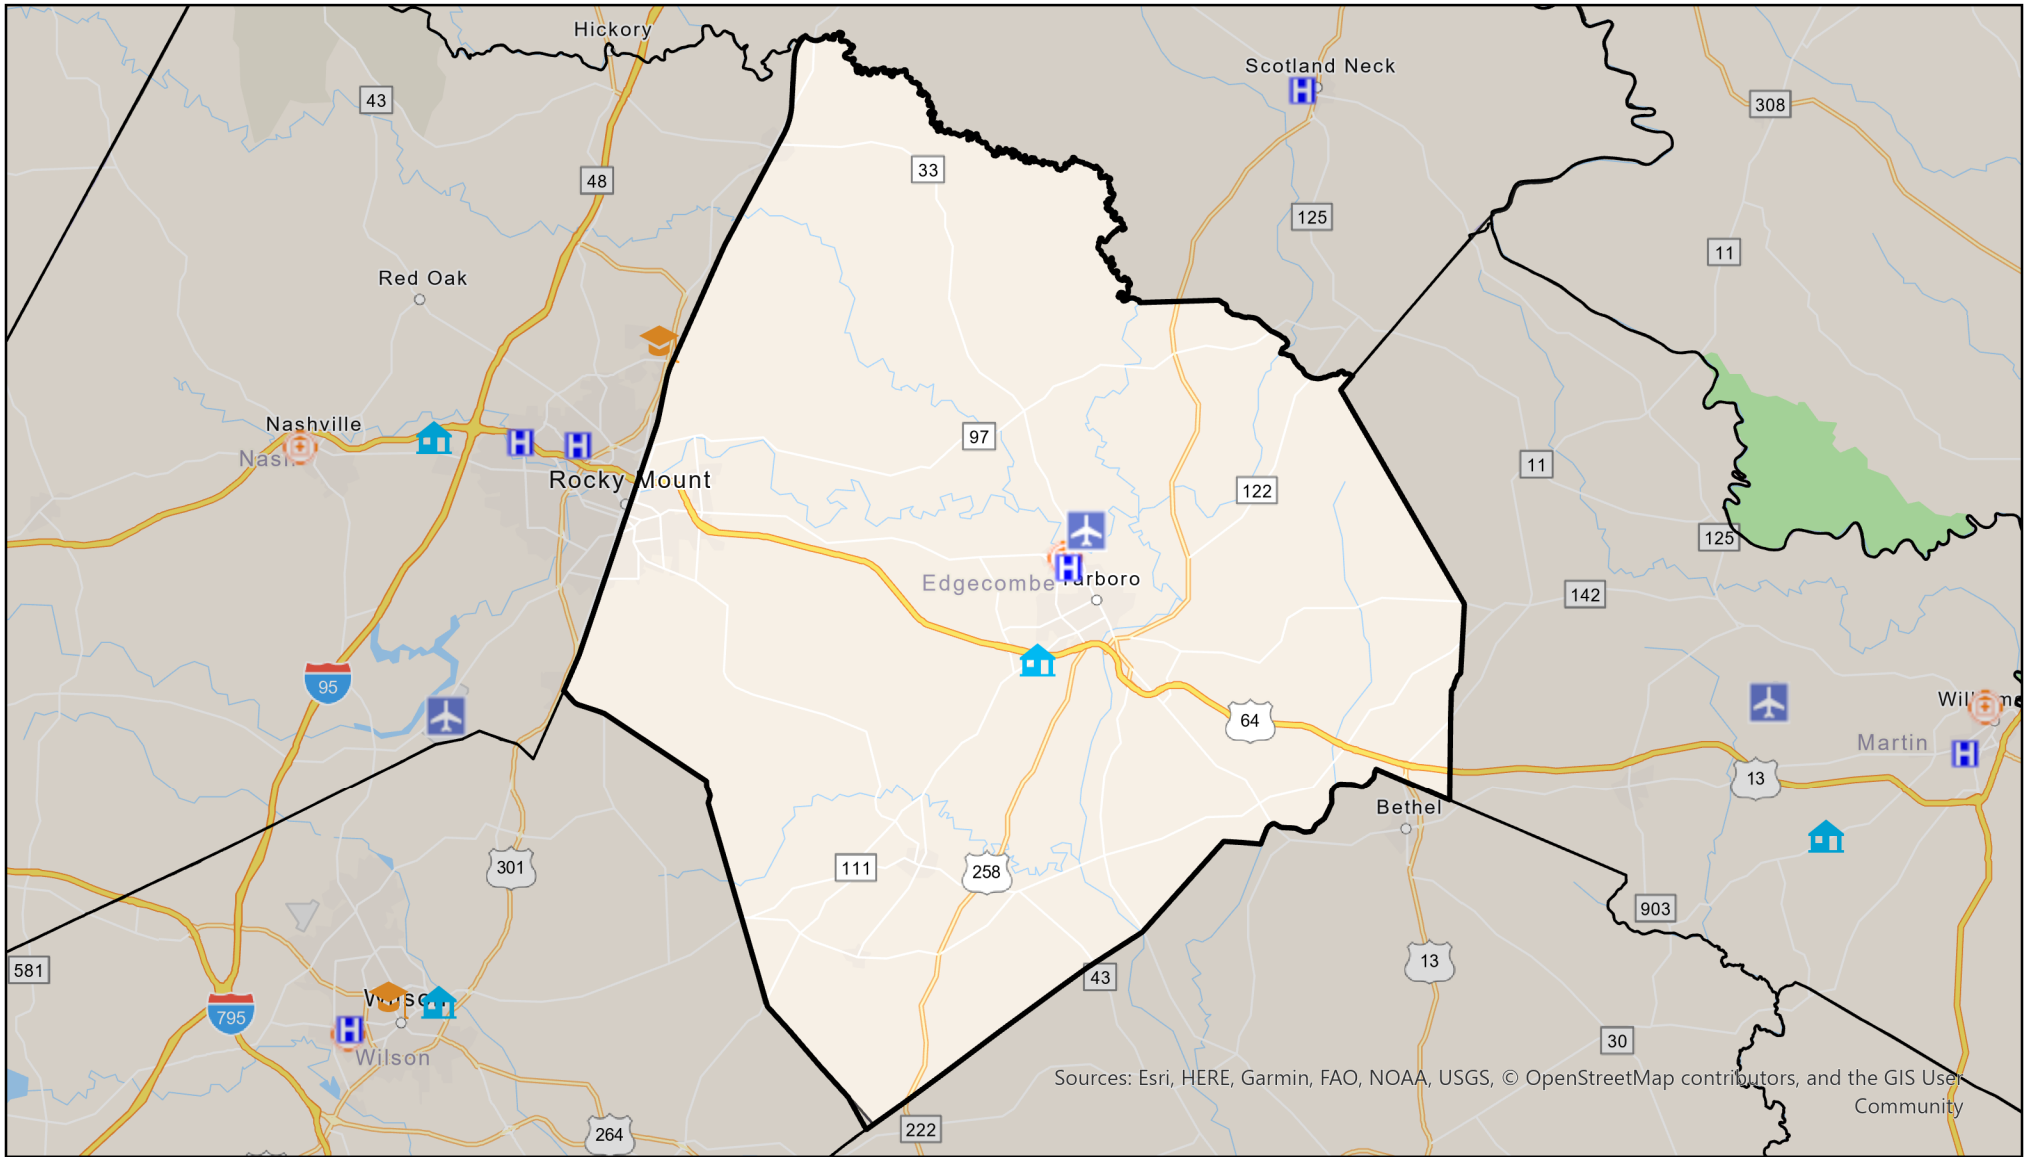 Hickory
Scotland Neck
H
43
308
33
48
125
11
Red Oak
Nashville
97
H
H
11
Rocky Mount
122
125
H
Edgecombe
142
95
64
Martin
H
13
Bethel
301
111
258
903
13
581
43
795
H
Wilson
30
Sources: Esri, HERE, Garmin, FAO, NOAA, USGS, © OpenStreetMap contributors, and the GIS User
Community
222
264